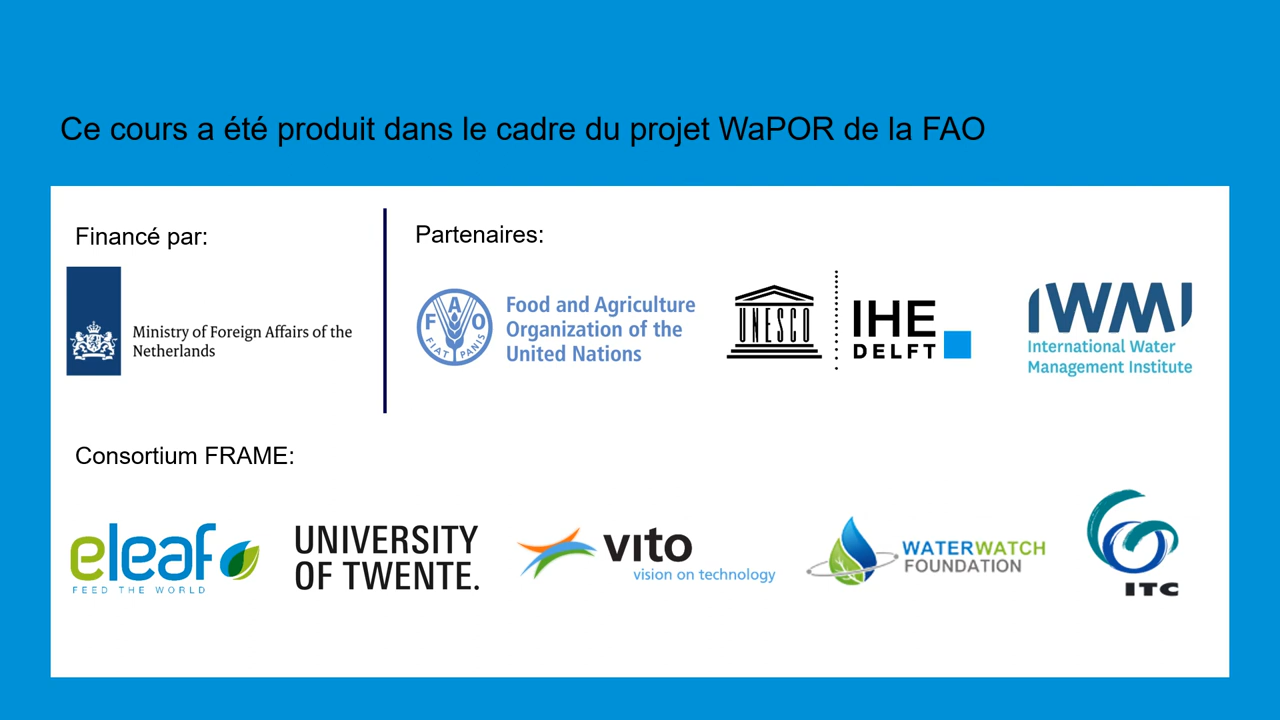 Ce cours a été produit dans le cadre du projet WaPOR de la FAO
Financé par:
Ministry of Foreign Affairs of the
Netherlands
Partenaires:
FAO
FIAT PANIS
Food and Agriculture
Organization of the
United Nations
UNESCO
IHE
DELFT
IWMI
International Water
Management Institute
Consortium FRAME:
eleaf
FEED THE WORLD
UNIVERSITY
OF TWENTE.
vito
vision on technology
WATERWATCH
FOUNDATION
ITC